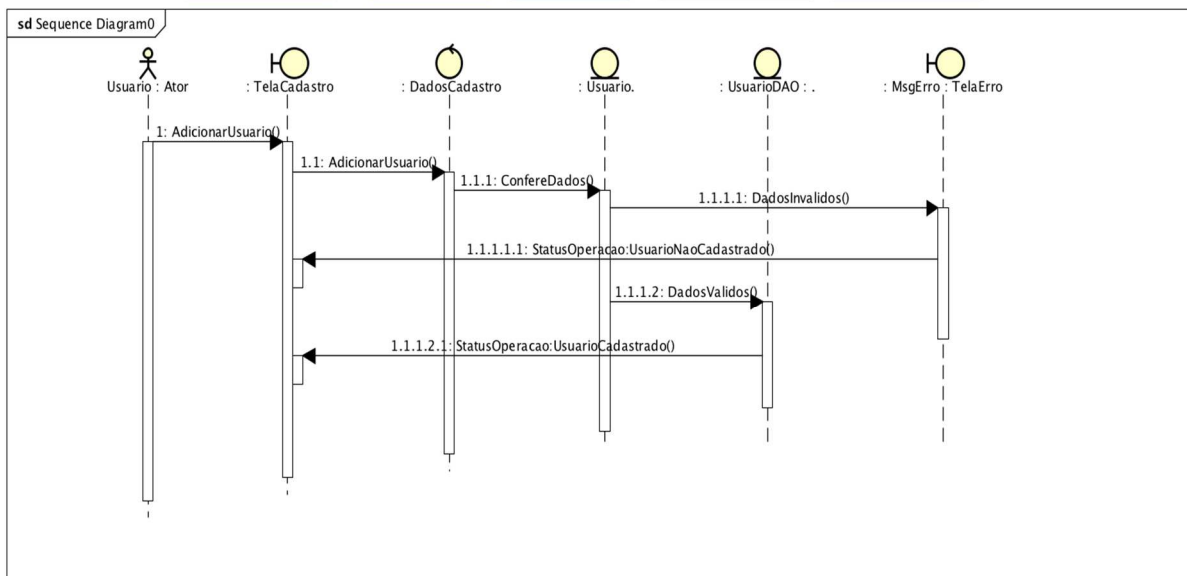 sd Sequence Diagram0
Usuario : Ator
: TelaCadastro
: DadosCadastro
: Usuario.
: UsuarioDAO : .
: MsgErro : TelaErro
1: AdicionarUsuario()
1.1: AdicionarUsuario()
1.1.1: ConfereDados()
1.1.1.1: DadosInvalidos()
1.1.1.1.1: StatusOperacao:UsuarioNaoCadastrado()
1.1.1.2: DadosValidos()
1.1.1.2.1: StatusOperacao:UsuarioCadastrado()